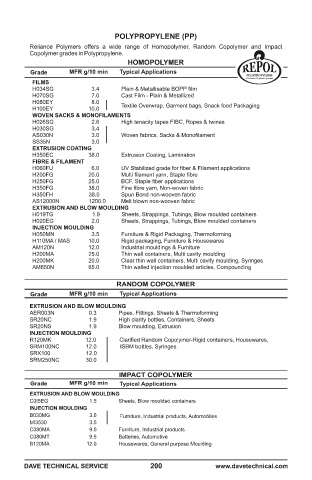 POLYPROPYLENE (PP)
Reliance Polymers offers a wide range of Homopolymer, Random Copolymer and Impact
Copolymer grades in Polypropylene.
REPOL
HOMOPOLYMER
Grade MFR g/10 min Typical Applications
FILMS
H034SG 3.4 Plain & Metallisable BOPP film
H070SG 7.0 Cast Film - Plain & Metallized
H080EY 8.0
Textile Overwrap, Garment bags, Snack food Packaging
H100EY 10.0
WOVEN SACKS & MONOFILAMENTS
H026SG 2.6 High tenacity tapes FIBC, Ropes & twines
H030SG 3.4
AS030N 3.0 Woven fabrics, Sacks & Monofilament
SS35N 3.0
EXTRUSION COATING
H350EC 38.0 Extrusion Coating, Lamination
FIBRE & FILAMENT
H060FU 6.0 UV Stabilized grade for fiber & Filament applications
H200FG 20.0 Multi filament yarn, Staple fibre
H250FG 25.0 BCF, Staple fiber applications
H350FG 38.0 Fine fibre yarn, Non-woven fabric
H350FH 38.0 Spun Bond non-woven fabric
AS12000N 1200.0 Melt blown non-woven fabric
EXTRUSION AND BLOW MOULDING
H019TG 1.9 Sheets, Strappings, Tubings, Blow moulded containers
H020EG 2.0 Sheets, Strappings, Tubings, Blow moulded containers
INJECTION MOULDING
H050MN 3.5 Furniture & Rigid Packaging, Thermoforming
H110MA / MAS 10.0 Rigid packaging, Furniture & Housewares
AM120N 12.0 Industrial mouldings & Furniture
H200MA 25.0 Thin wall containers, Multi cavity moulding
H200MK 20.0 Clear thin wall containers, Multi cavity moulding, Syringes
AM650N 65.0 Thin walled injection moulded articles, Compounding
RANDOM COPOLYMER
Grade MFR g/10 min Typical Applications
EXTRUSION AND BLOW MOULDING
AER003N 0.3 Pipes, Fittings, Sheets & Thermoforming
SR20NC 1.9 High clarity bottles, Containers, Sheets
SR20NS 1.9 Blow moulding, Extrusion
INJECTION MOULDING
R120MK 12.0 Clarified Random Copolymer-Rigid containers, Housewares,
SRM100NC 12.0 ISBM bottles, Syringes
SRX100 12.0
SRM250NC 30.0
IMPACT COPOLYMER
Grade MFR g/10 min Typical Applications
EXTRUSION AND BLOW MOULDING
C015EG 1.5 Sheets, Blow moulded containers
INJECTION MOULDING
B030MG 3.0 Furniture, Industrial products, Automobiles
MI3530 3.5
C080MA 9.0 Furniture, Industrial products
C080MT 9.5 Batteries, Automotive
B120MA 12.0 Housewares, General purpose Moulding
DAVE TECHNICAL SERVICE 200 www.davetechnical.com